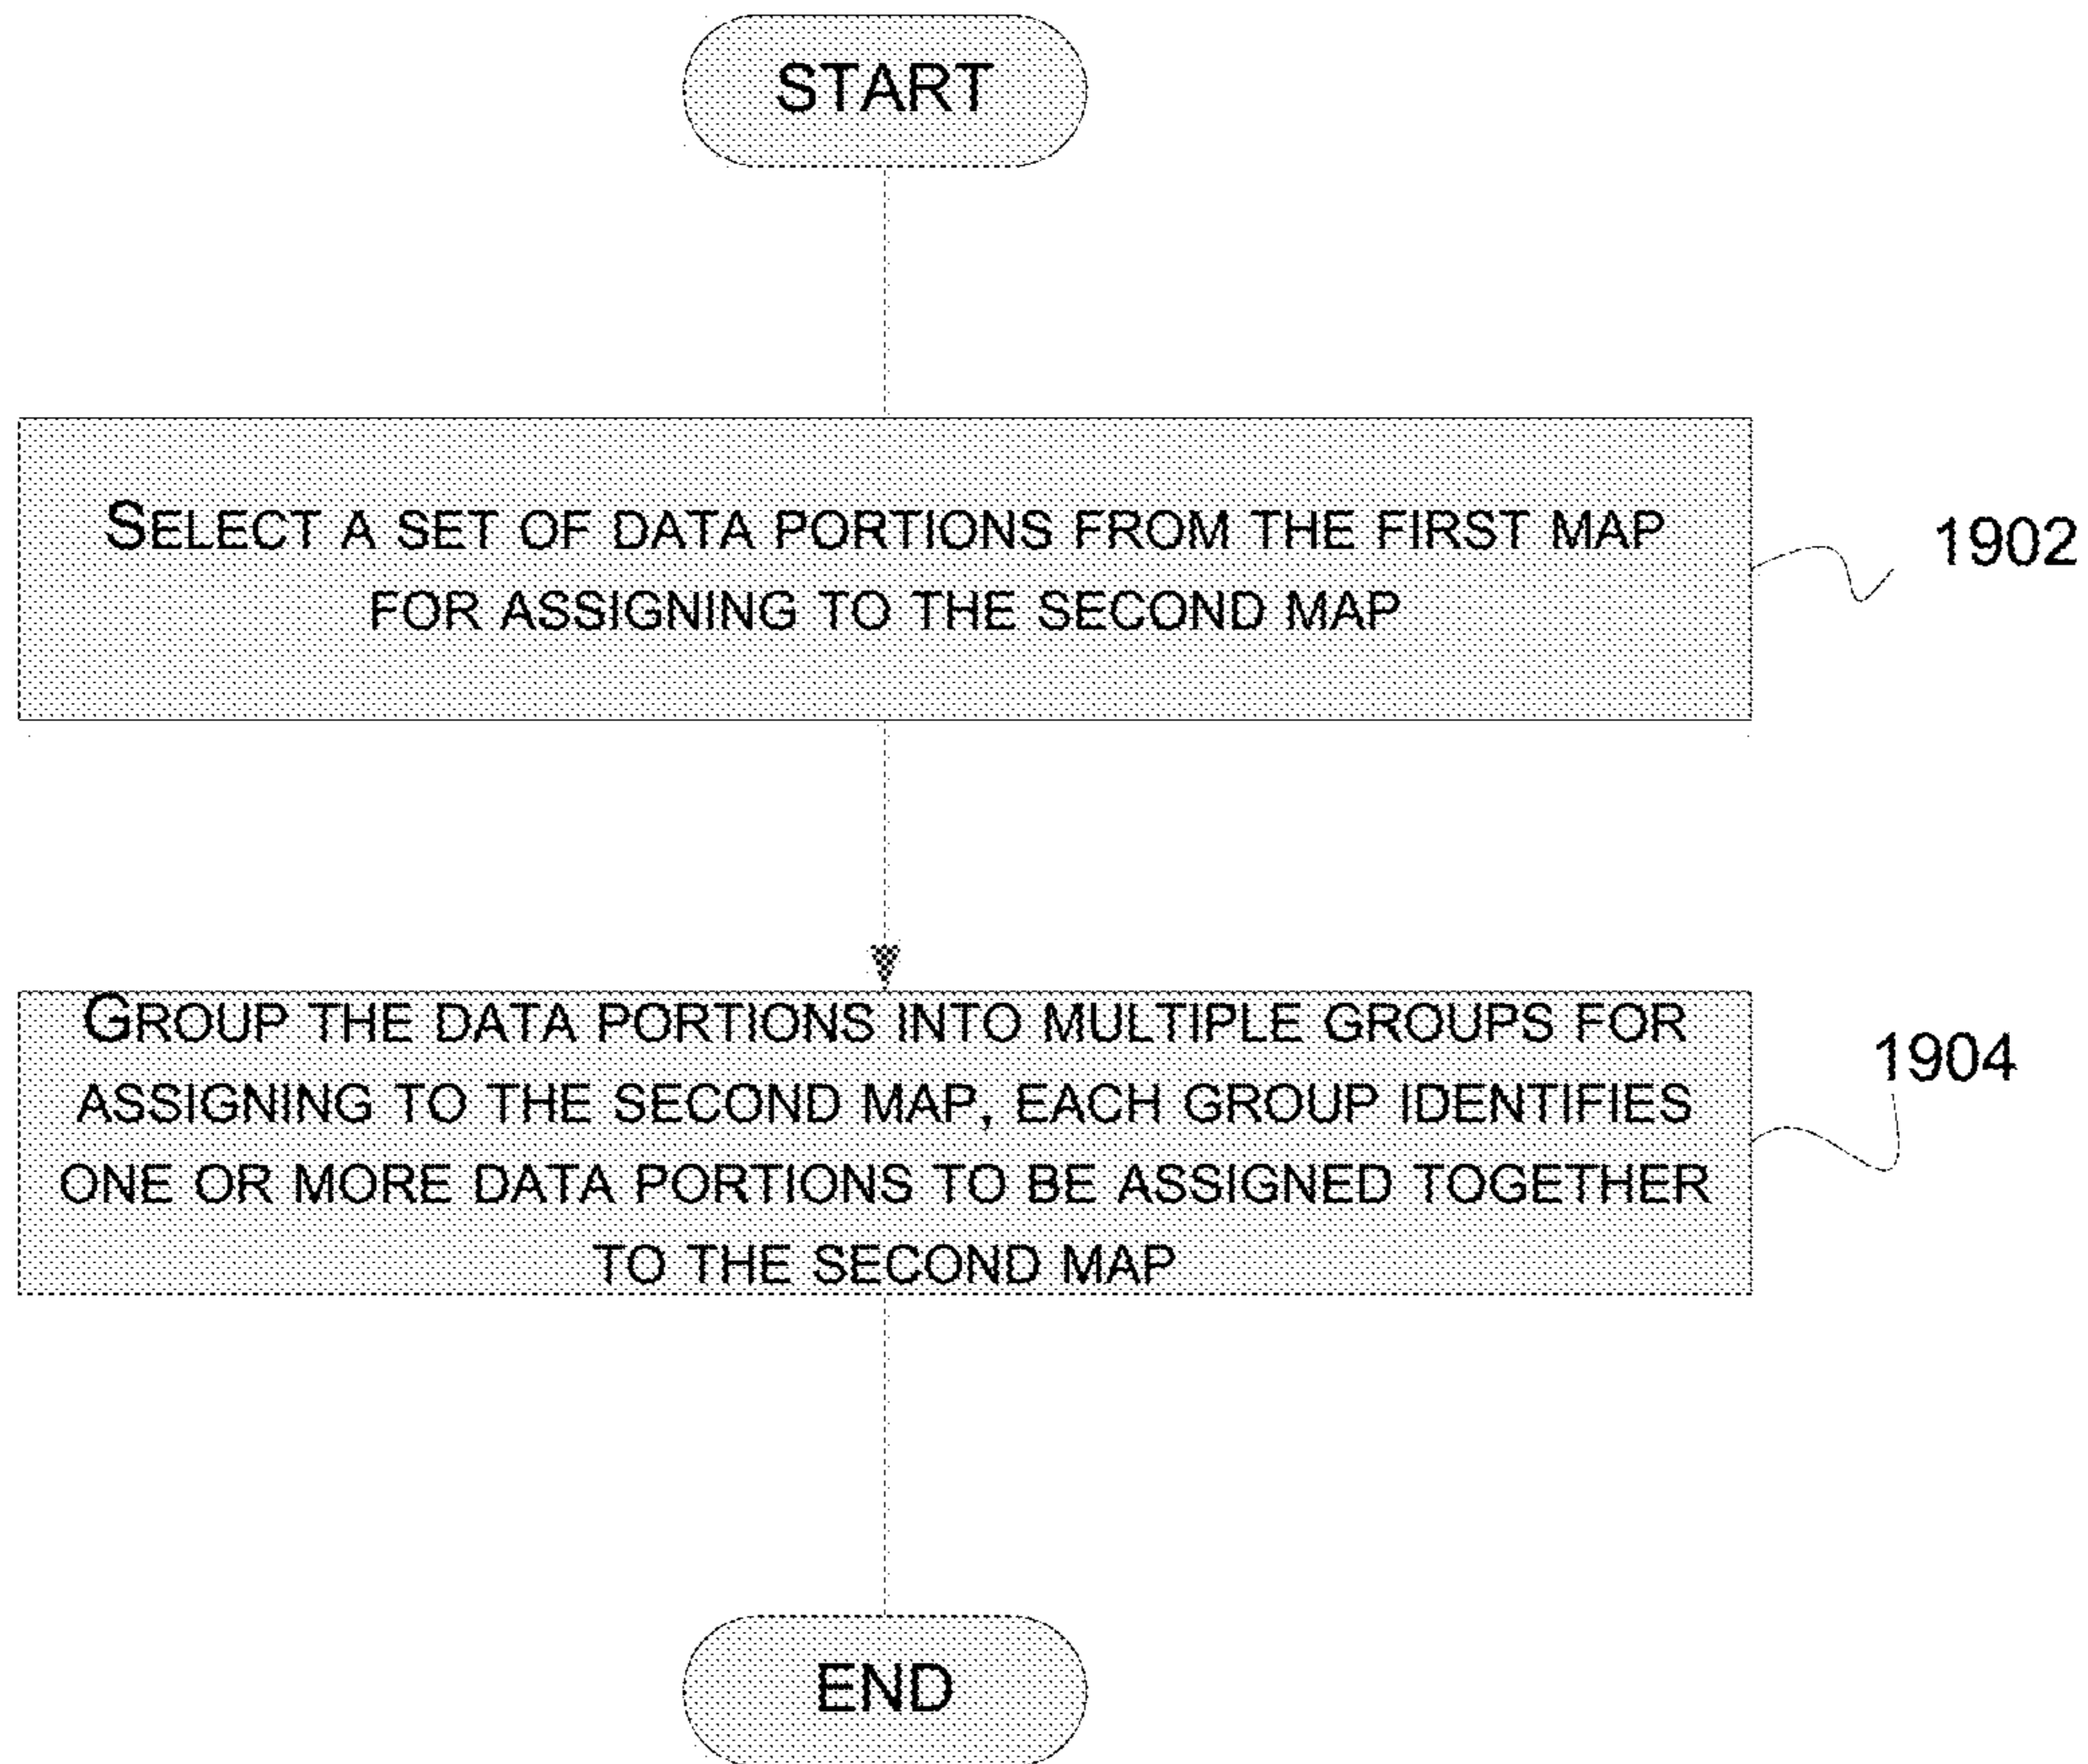 START
SELECT A SET OF DATA PORTIONS FROM THE FIRST MAP
FOR ASSIGNING TO THE SECOND MAP
1902
GROUP THE DATA PORTIONS INTO MULTIPLE GROUPS FOR
ASSIGNING TO THE SECOND MAP, EACH GROUP IDENTIFIES
ONE OR MORE DATA PORTIONS TO BE ASSIGNED TOGETHER
TO THE SECOND MAP
1904
END